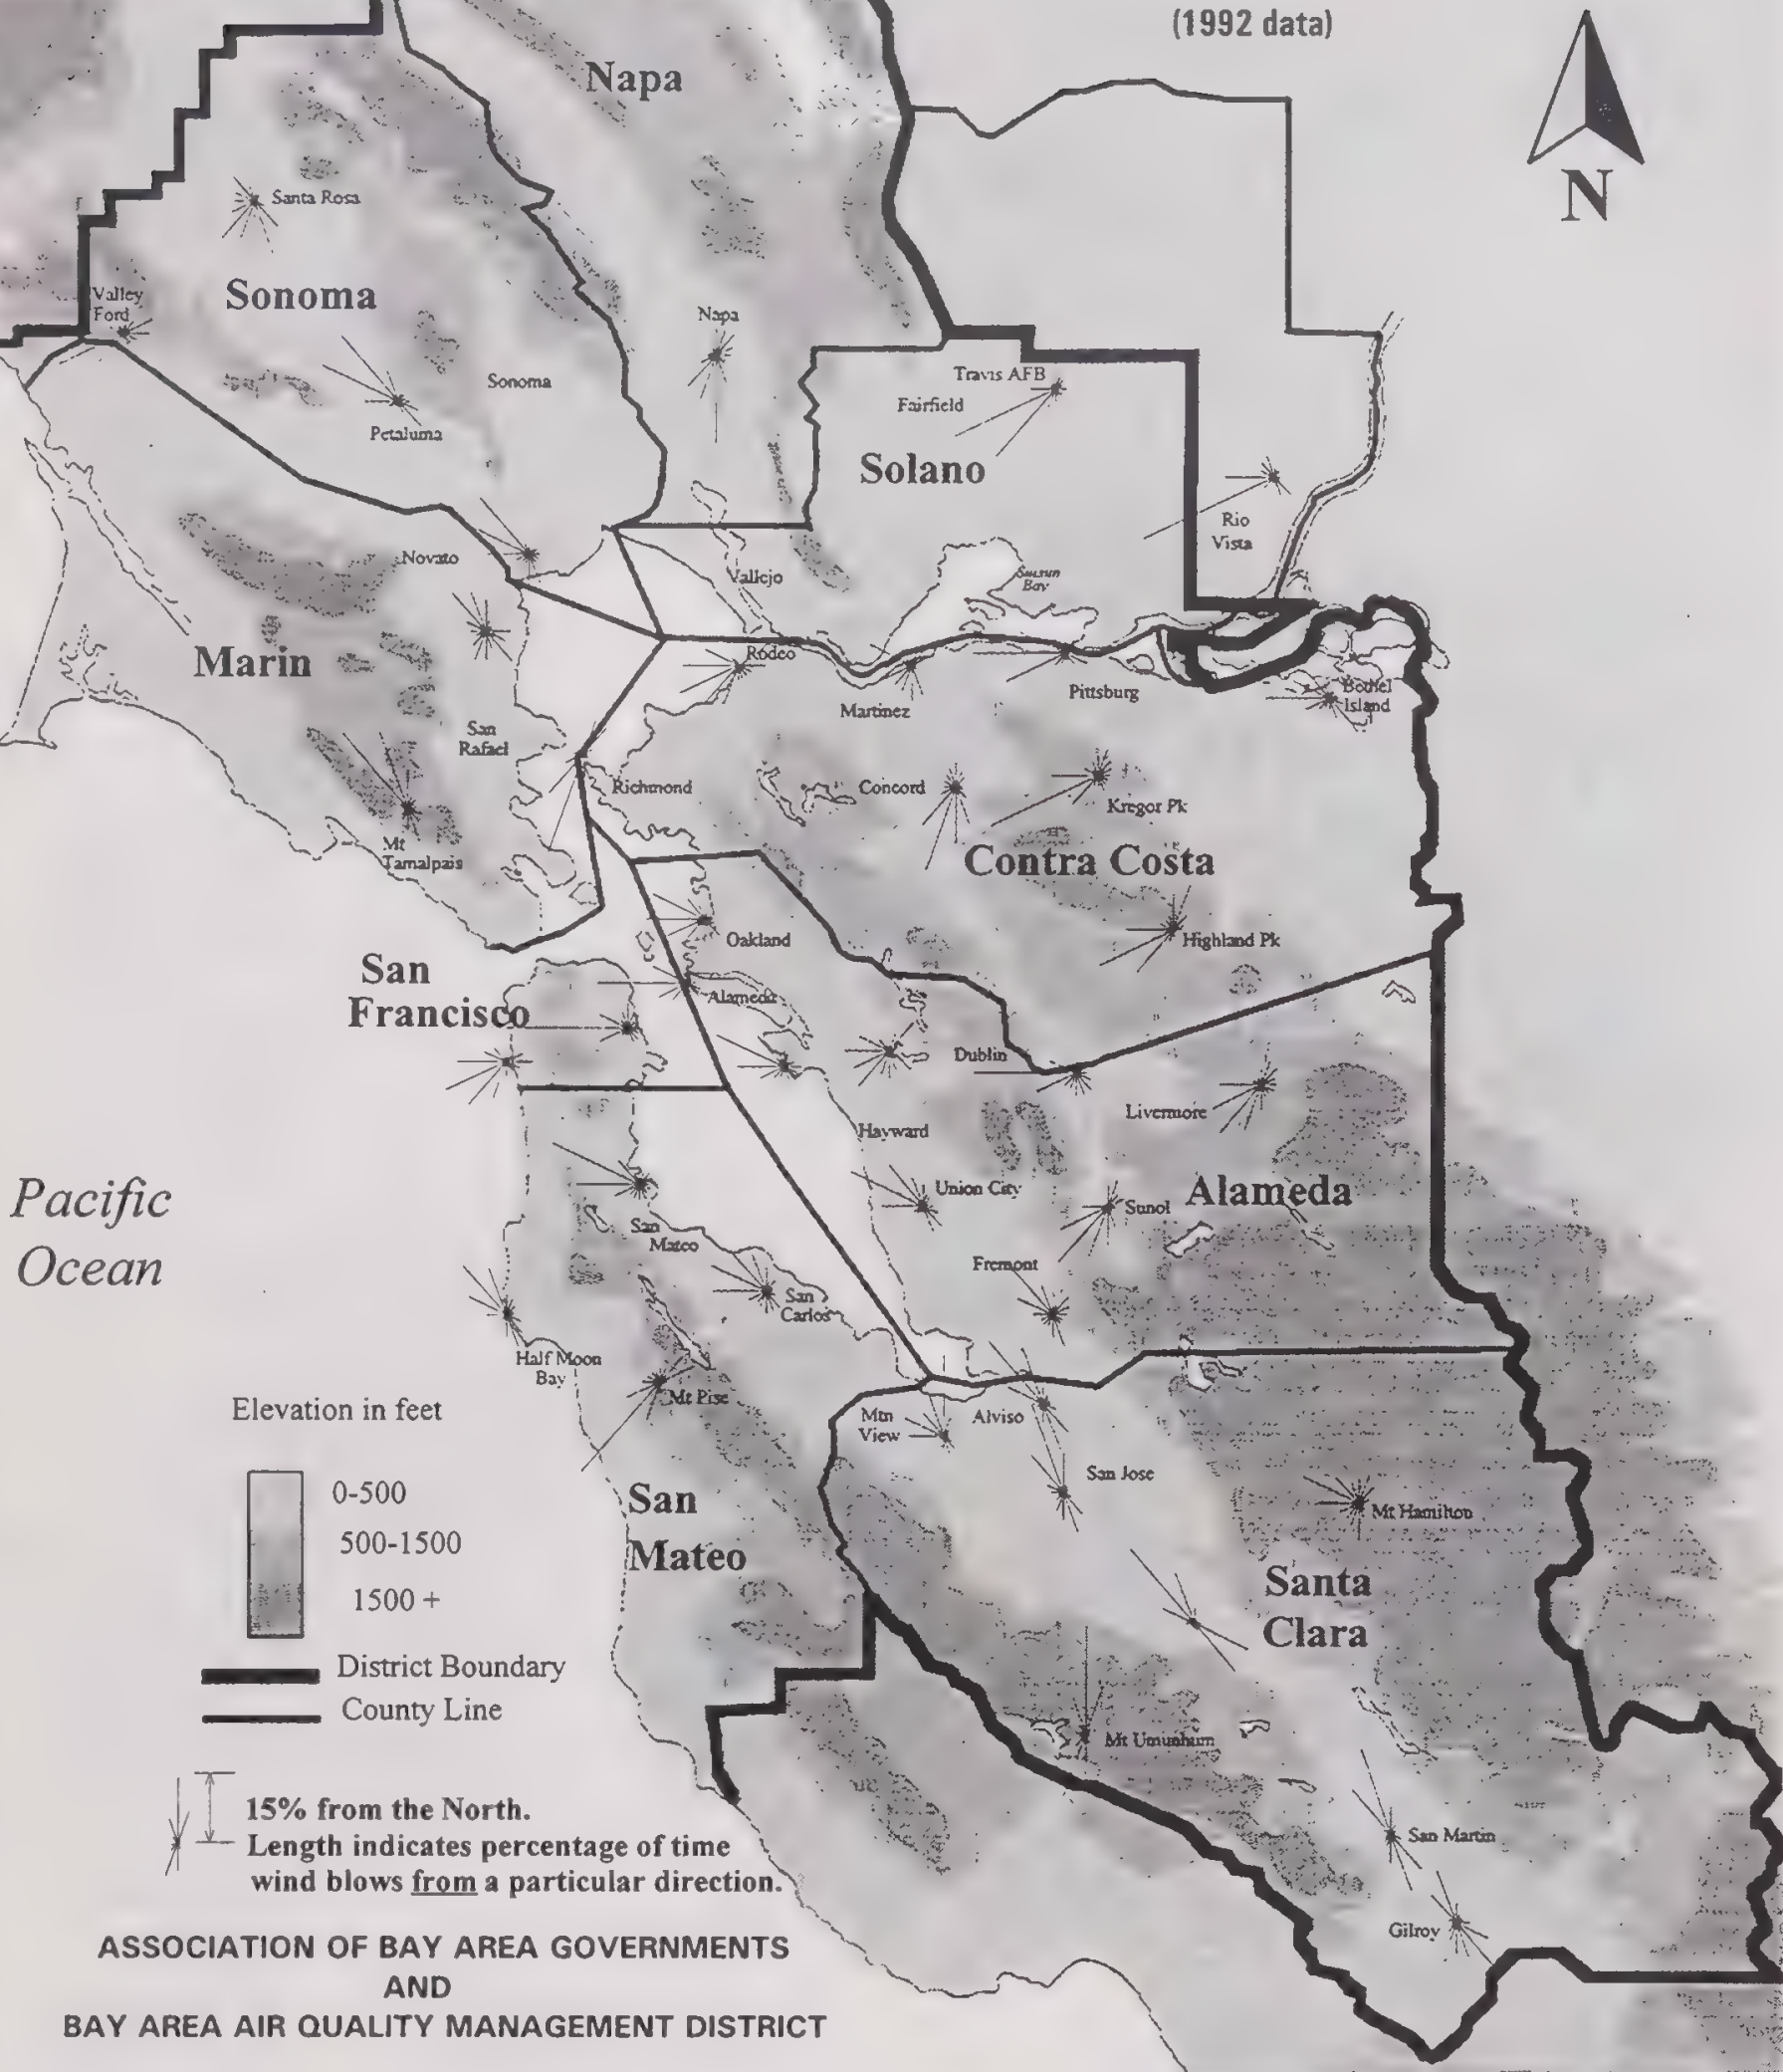 (1992 data)
Napa
N
Santa Rosa
Sonoma
Valley
Ford
Napa
Sonoma
Travis AFB
Fairfield
Petaluma
Solano
Rio
Vista
Novato
Vallejo
Suisun
Bay
Marin
Rodeo
Martinez
Pittsburg
Bethel
Island
San
Rafael
Richmond
Concord
Kregor Pk
Mt
Tamalpais
Contra Costa
Oakland
Highland Pk
San
Francisco
Alameda
Dublin
Livermore
Hayward
Pacific
Ocean
Union City
Sunol
Alameda
San
Mateo
Fremont
San
Carlos
Half Moon
Bay
Mt Pise
Mtn
View
Alviso
San Jose
Mt Hamilton
San
Mateo
Santa
Clara
Mt Umunhum
San Martin
Gilroy
Elevation in feet
0-500
500-1500
1500 +
District Boundary
County Line
15% from the North.
Length indicates percentage of time
wind blows from a particular direction.
ASSOCIATION OF BAY AREA GOVERNMENTS
AND
BAY AREA AIR QUALITY MANAGEMENT DISTRICT